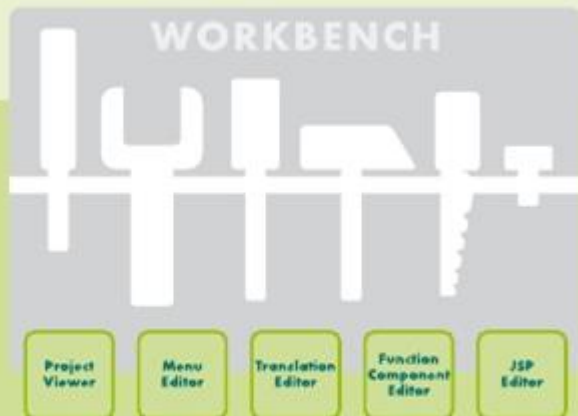 WORKBENCH
Project
Viewer
Menu
Editor
Translation
Editor
Function
Component
Editor
JSP
Editor